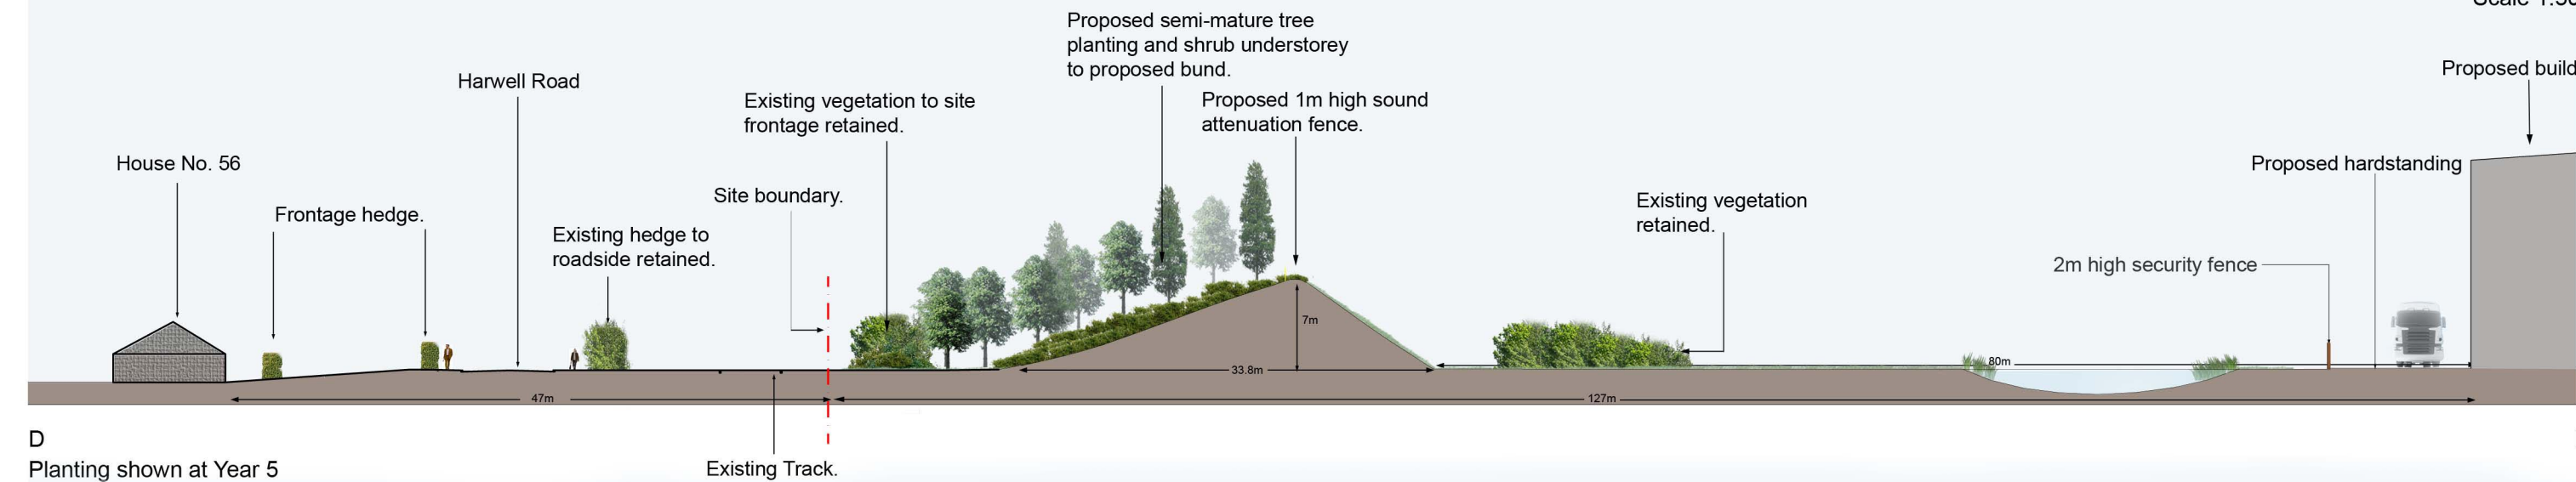 Scale 1:
Proposed semi-mature tree
planting and shrub understorey
to proposed bund.
Proposed build
Harwell Road
Existing vegetation to site
frontage retained.
Proposed 1m high sound
attenuation fence.
House No. 56
Proposed hardstanding
Site boundary.
Existing vegetation
retained.
Frontage hedge.
Existing hedge to
roadside retained.
2m high security fence
7m
80m
33.8m
47m
127m
D
Planting shown at Year 5
Existing Track.